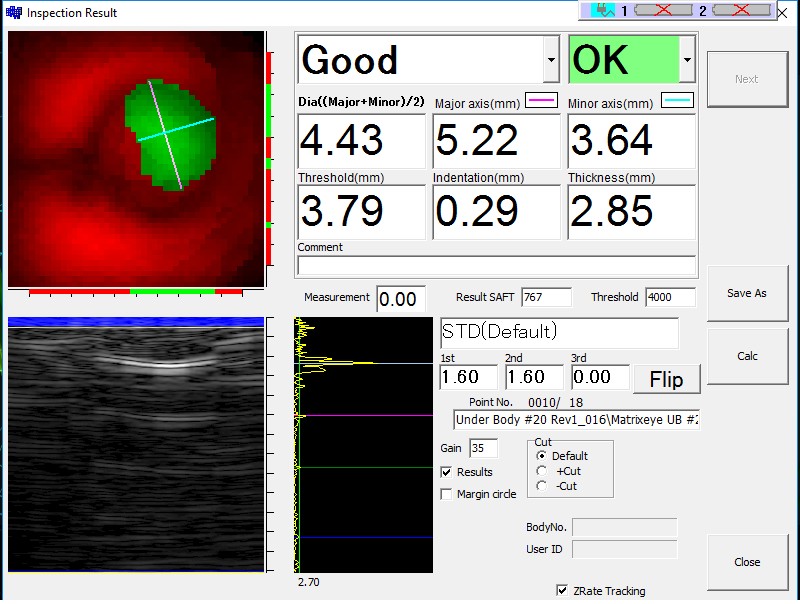 Inspection Result
1 2
Good OK
Next
Dia((Major+Minor)/2) Major axis(mm) Minor axis(mm)
4.43 5.22 3.64
Threshold(mm) Indentation(mm) Thickness(mm)
3.79 0.29 2.85
Comment
Measurement 0.00 Result SAFT 767 Threshold 4000
Save As
STD(Default)
Calc
1st 2nd 3rd
1.60 1.60 0.00 Flip
Point No. 0010/ 18
Under Body #20 Rev1_016\Matrixeye UB #2
Gain 35
Cut
Default
Results
+Cut
-Cut
Margin circle
BodyNo.
User ID
Close
2.70
ZRate Tracking